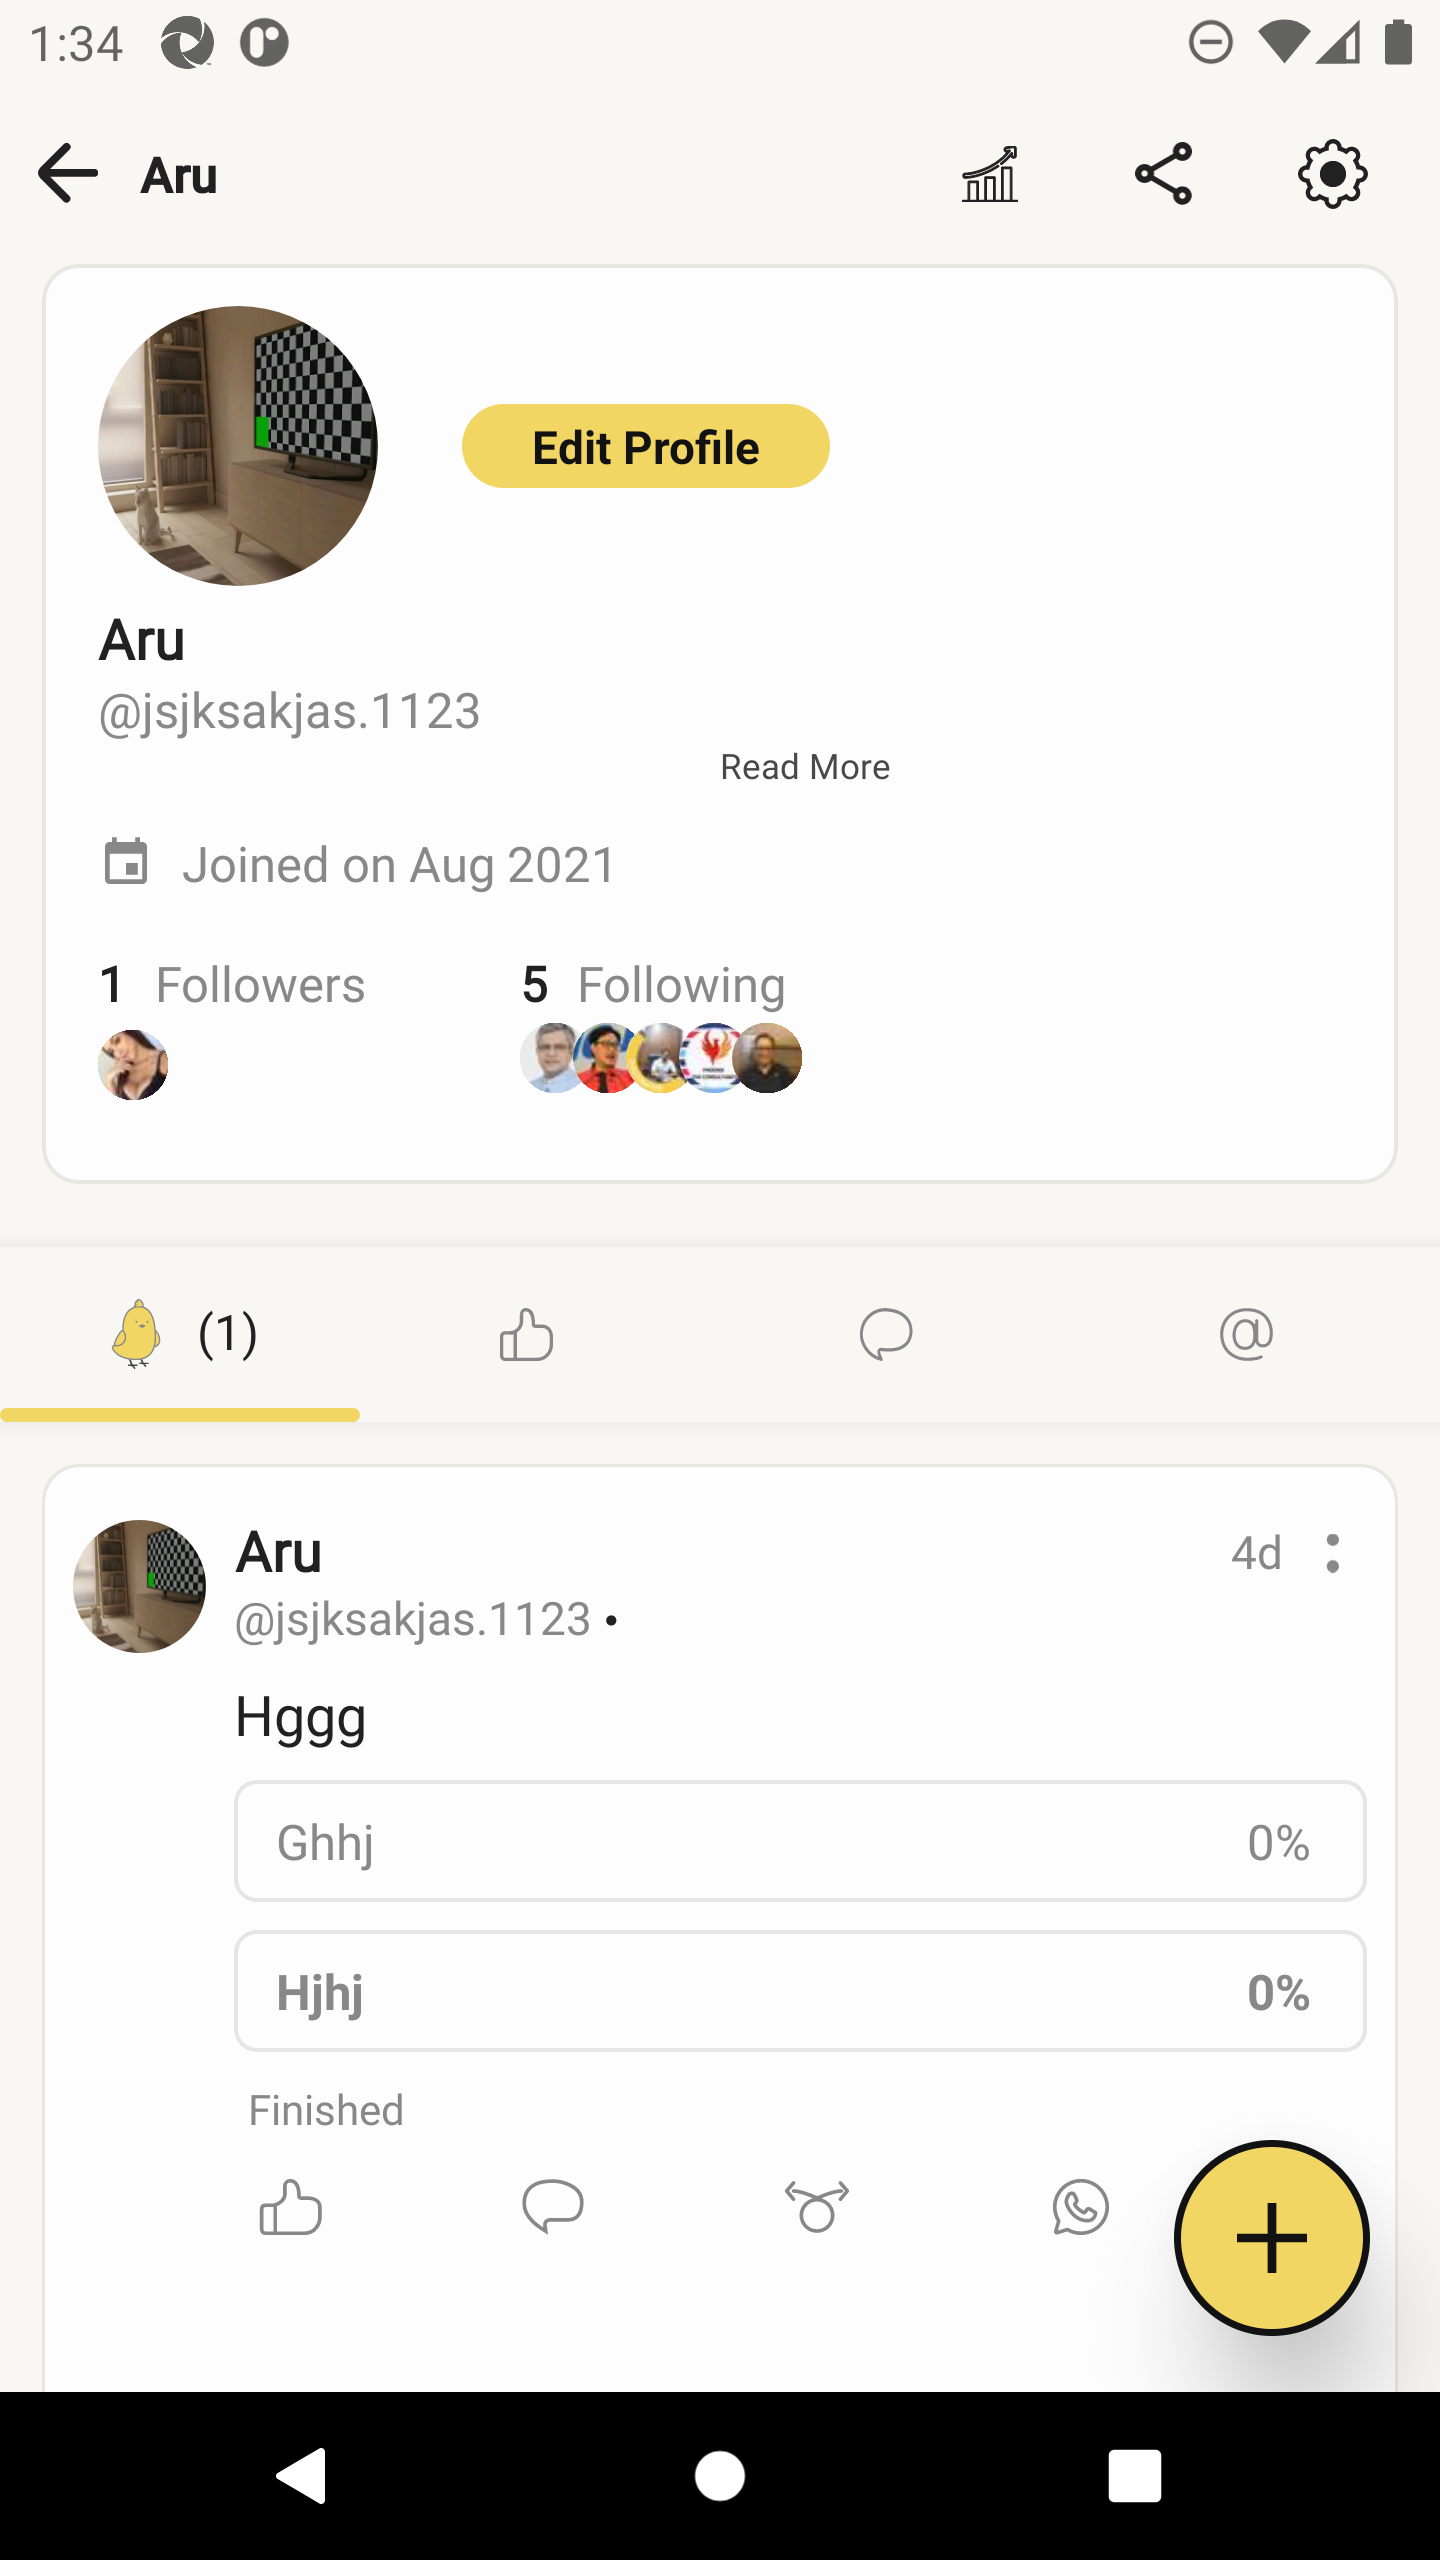 1:34
Aru
Edit Profile
Aru
@jsjksakjas.1123
Read More
Joined on Aug 2021
1 Followers 5 Following
(1)
Aru 4d
@jsjksakjas.1123 •
Hggg
Ghhj 0%
Hjhj 0%
Finished